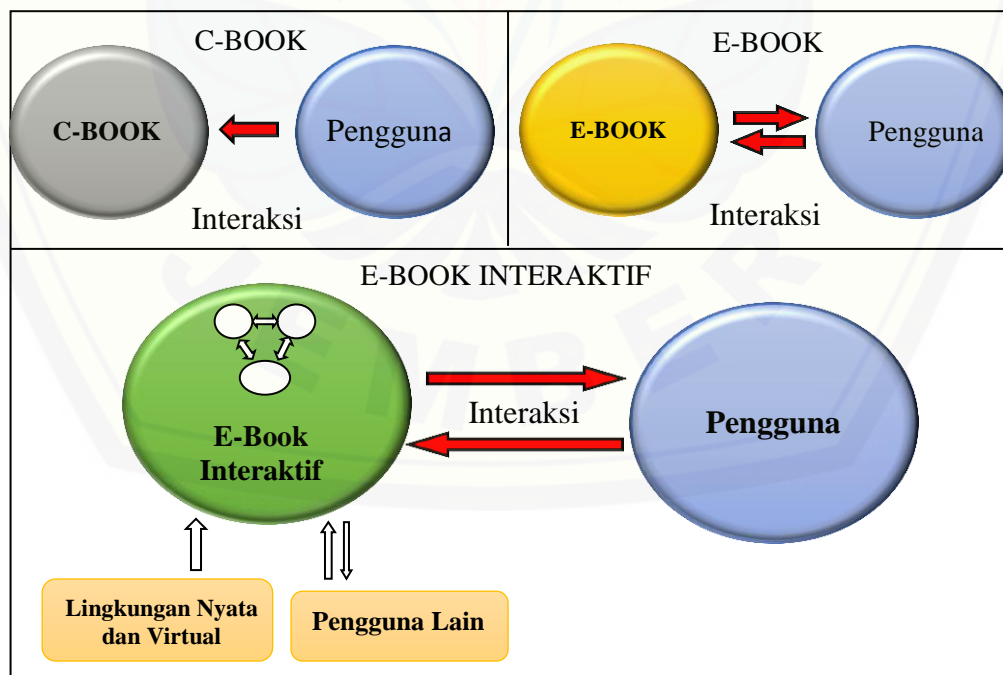 C-BOOK
C-BOOK
Pengguna
Interaksi
E-BOOK
E-BOOK
Pengguna
Interaksi
E-BOOK INTERAKTIF
E-Book
Interaktif
Interaksi
Pengguna
Lingkungan Nyata
dan Virtual
Pengguna Lain
JEMBER